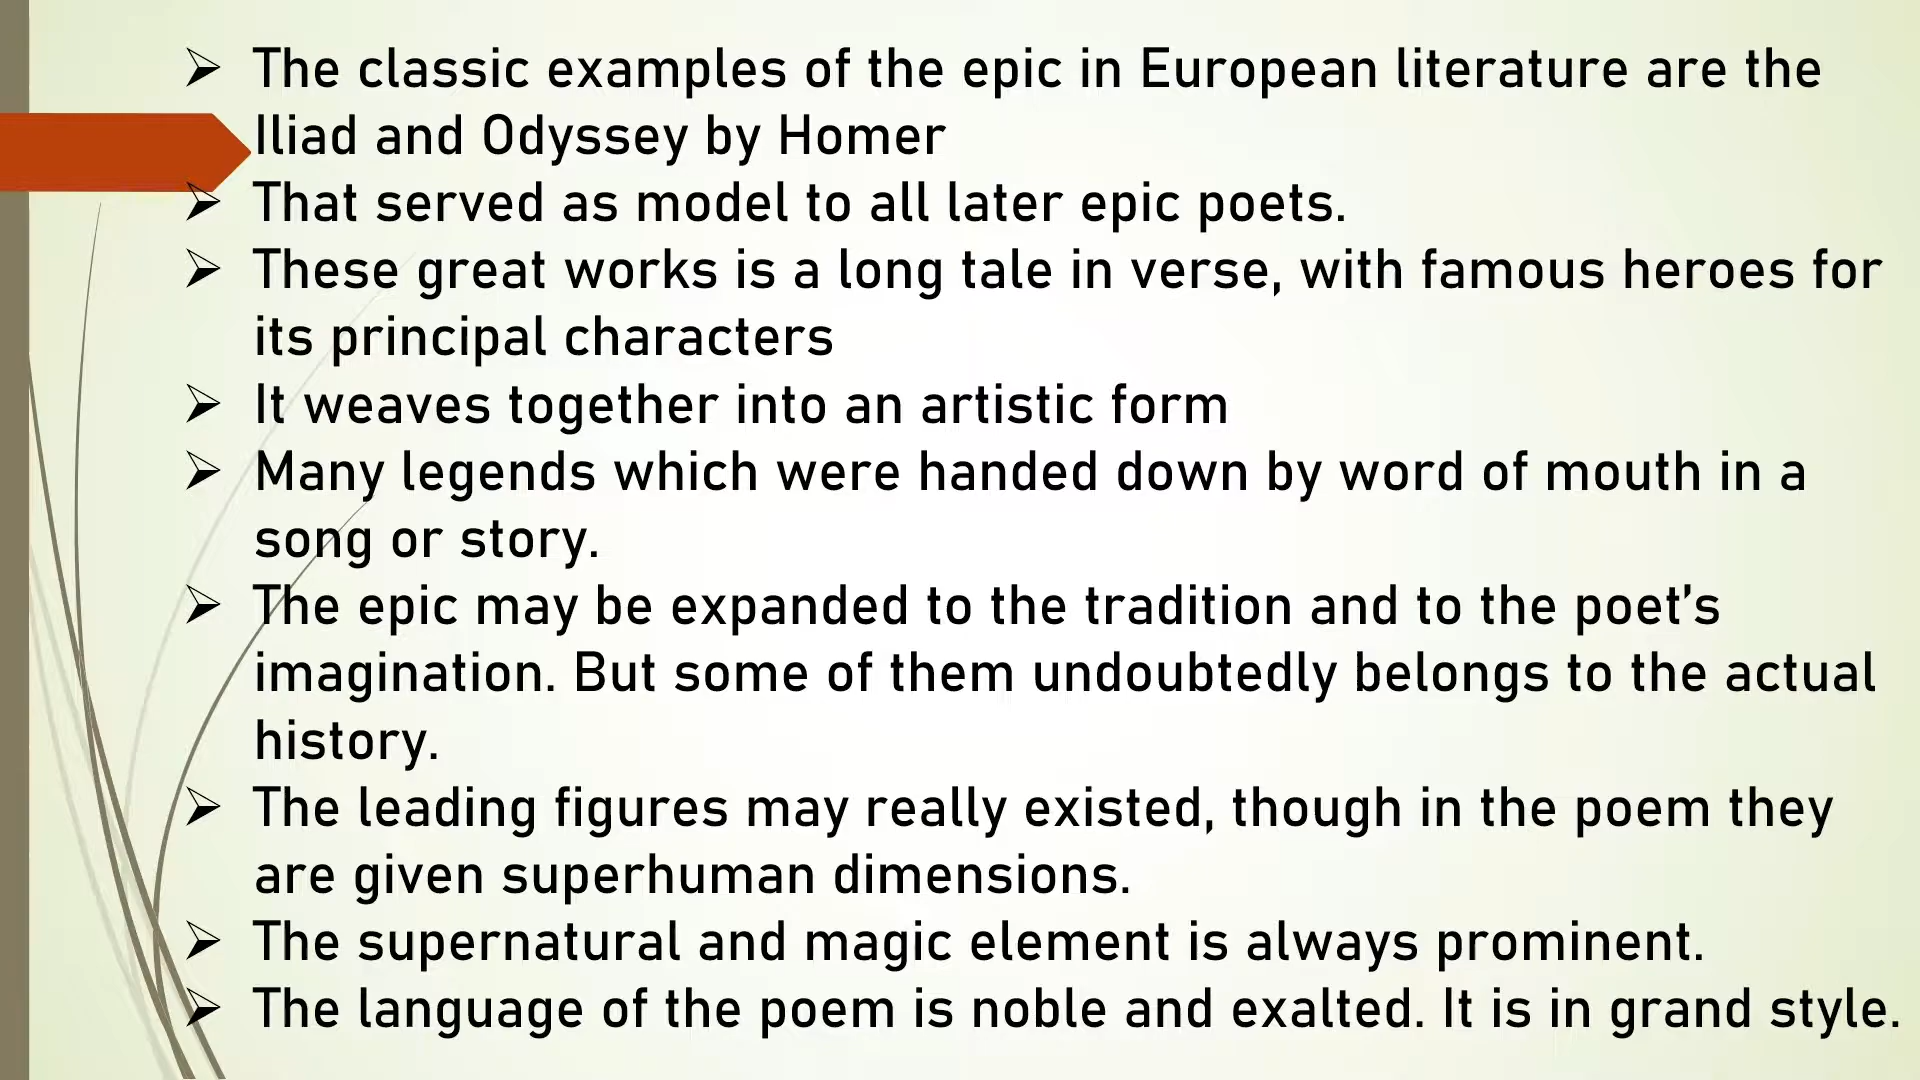 ➢ The classic examples of the epic in European literature are the
Iliad and Odyssey by Homer
➢ That served as model to all later epic poets.
➢ These great works is a long tale in verse, with famous heroes for
its principal characters
➢ It weaves together into an artistic form
➢ Many legends which were handed down by word of mouth in a
song or story.
➢ The epic may be expanded to the tradition and to the poet’s
imagination. But some of them undoubtedly belongs to the actual
history.
➢ The leading figures may really existed, though in the poem they
are given superhuman dimensions.
➢ The supernatural and magic element is always prominent.
➢ The language of the poem is noble and exalted. It is in grand style.